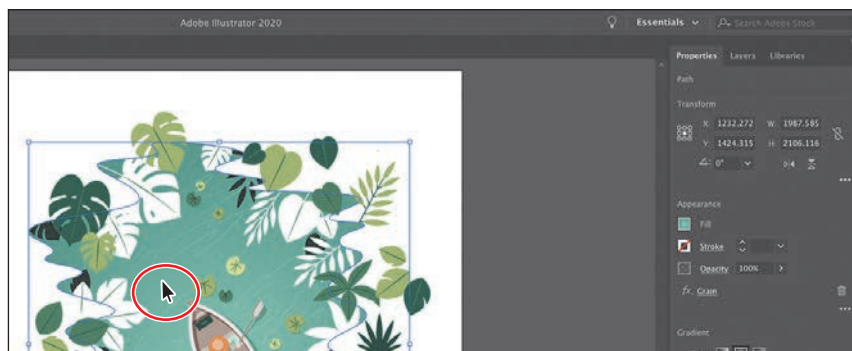 Adobe Illustrator 2020
Essentials
Search Adobe Stock
Properties Layers Libraries
Path
Transform
X: 1232.272 W: 1987.585
Y: 1424.315 H: 2106.116
0°
Appearance
Fill
Stroke
Opacity 100%
fx. Grain
Gradient